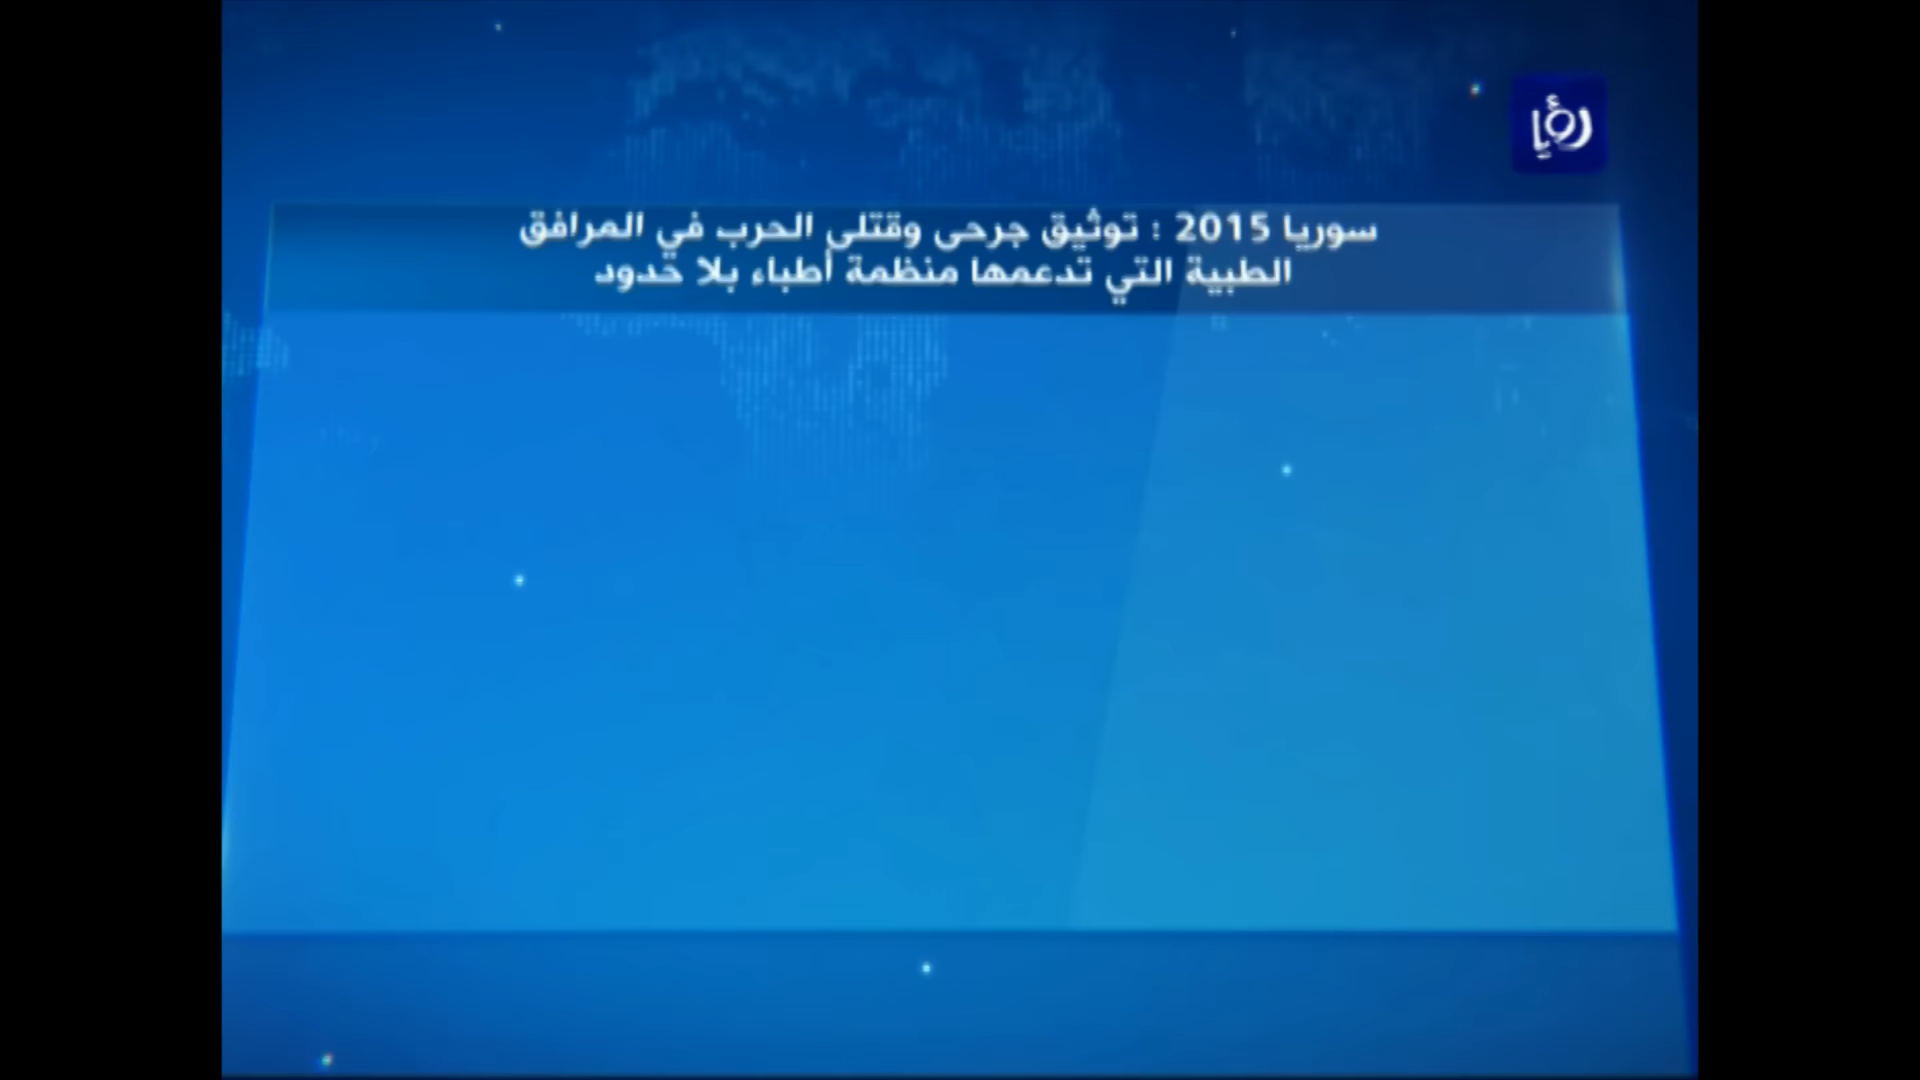 رؤيا
سوريا 2015 : توثيق جرحى وقتلى الحرب في المرافق
الطبية التي تدعمها منظمة أطباء بلا حدود